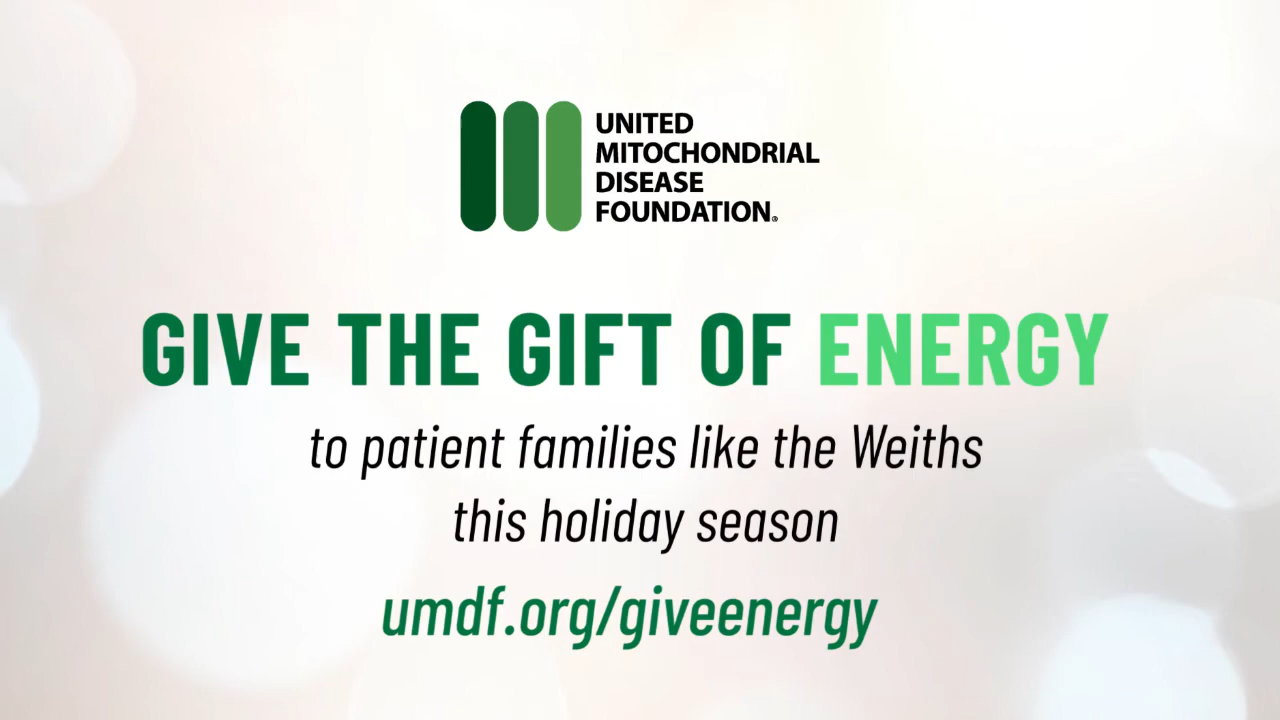 UNITED
MITOCHONDRIAL
DISEASE
FOUNDATION®
GIVE THE GIFT OF ENERGY
to patient families like the Weiths
this holiday season
umdf.org/giveenergy